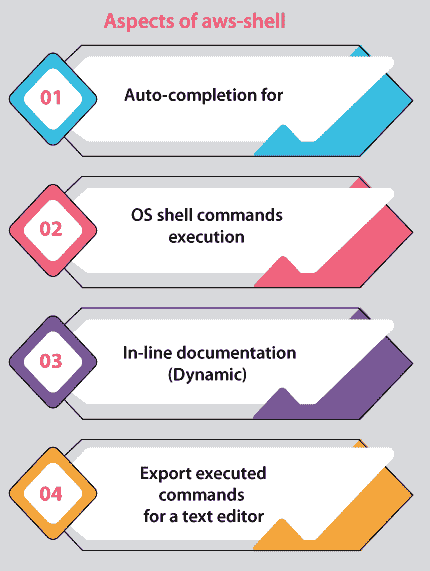 Aspects of aws-shell
01
Auto-completion for
02
OS shell commands
execution
03
In-line documentation
(Dynamic)
04
Export executed
commands
for a text editor